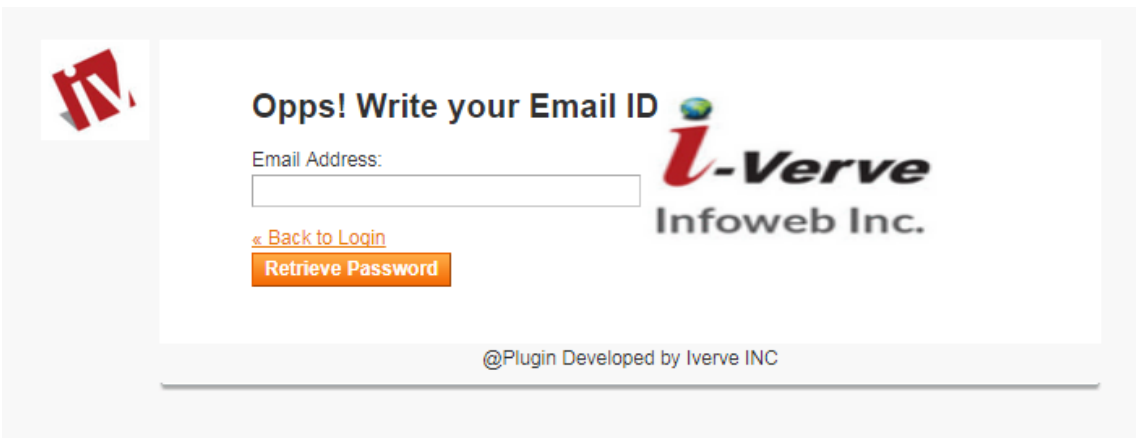 iv.
Opps! Write your Email ID
Email Address:
i-Verve
Infoweb Inc.
« Back to Login
Retrieve Password
@Plugin Developed by Iverve INC